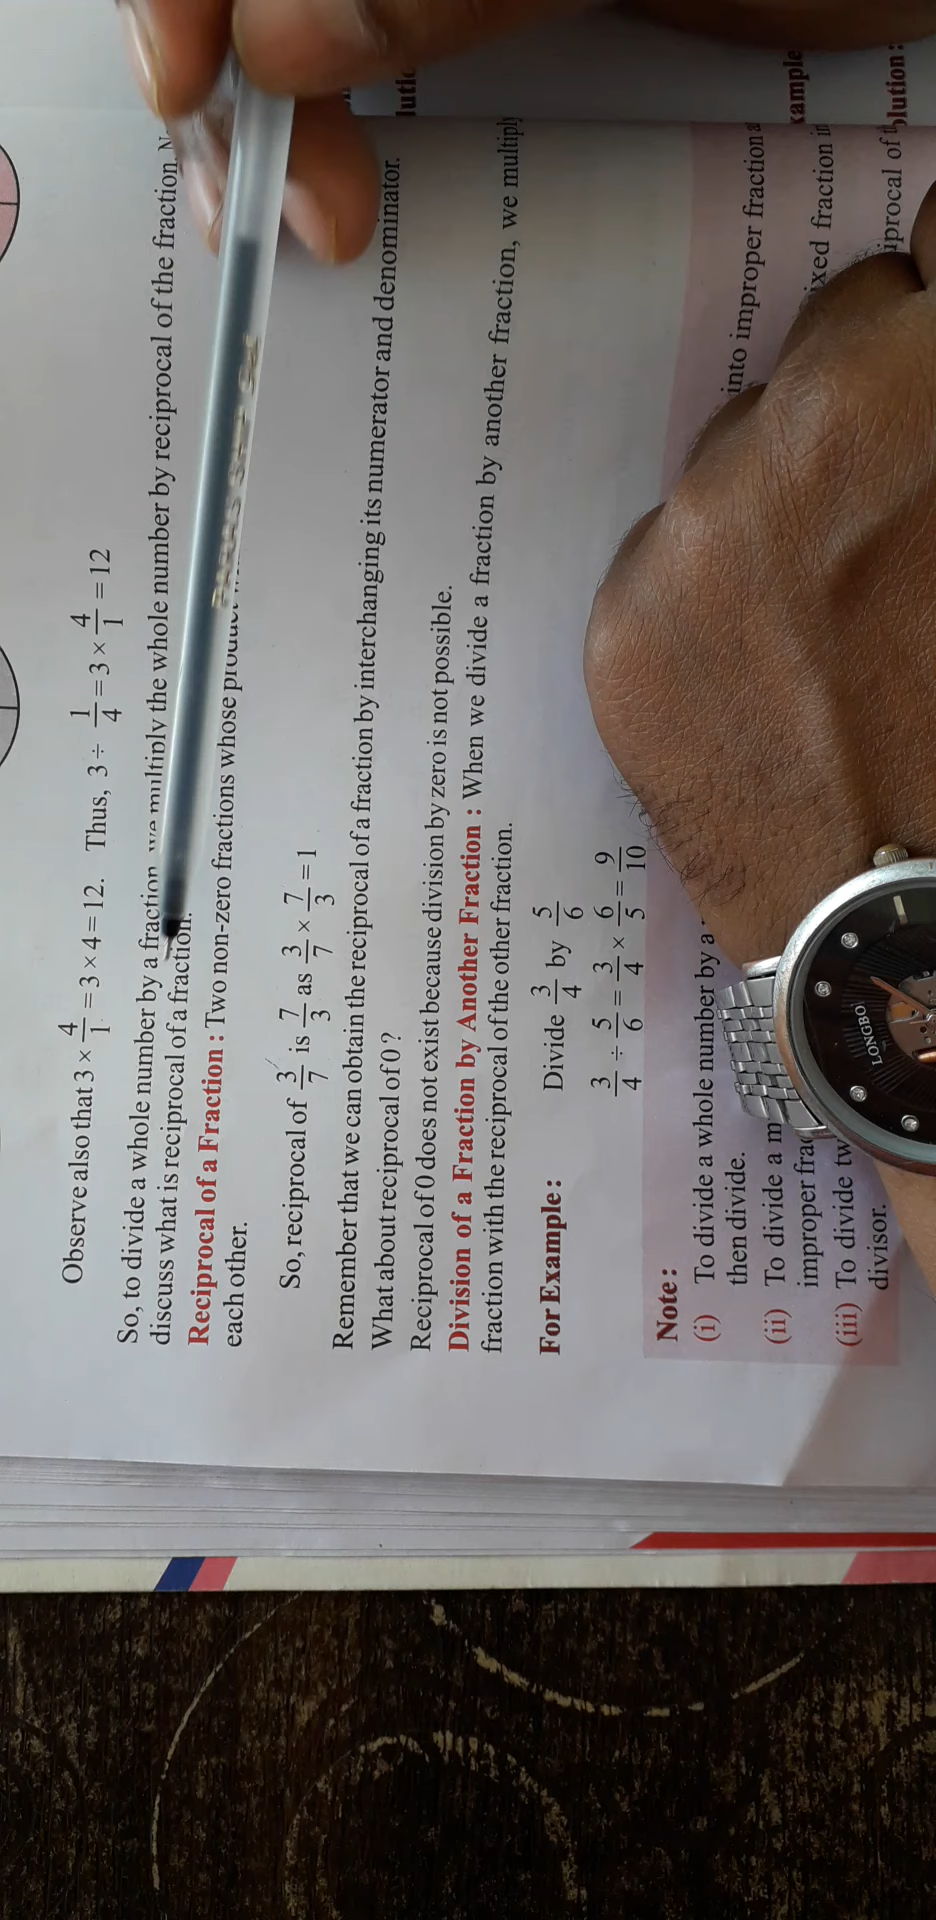 Observe also that 3 × 4/1 = 3 × 4 = 12. Thus, 3 ÷ 1/4 = 3 × 4/1 = 12
So, to divide a whole number by a fraction we multiply the whole number by reciprocal of the fraction.
discuss what is reciprocal of a fraction.
Reciprocal of a Fraction : Two non-zero fractions whose
each other.
So, reciprocal of 3/7 is 7/3 as 3/7 × 7/3 = 1
Remember that we can obtain the reciprocal of a fraction by interchanging its numerator and denominator.
What about reciprocal of 0 ?
Reciprocal of 0 does not exist because division by zero is not possible.
Division of a Fraction by Another Fraction : When we divide a fraction by another fraction, we multiply
fraction with the reciprocal of the other fraction.
For Example : Divide 3/4 by 5/6
3/4 ÷ 5/6 = 3/4 × 6/5 = 9/10
Note :
(i) To divide a whole number by a into improper fraction
then divide.
(ii) To divide a
improper fraction in
(iii) To divide of
divisor.
LONGBO